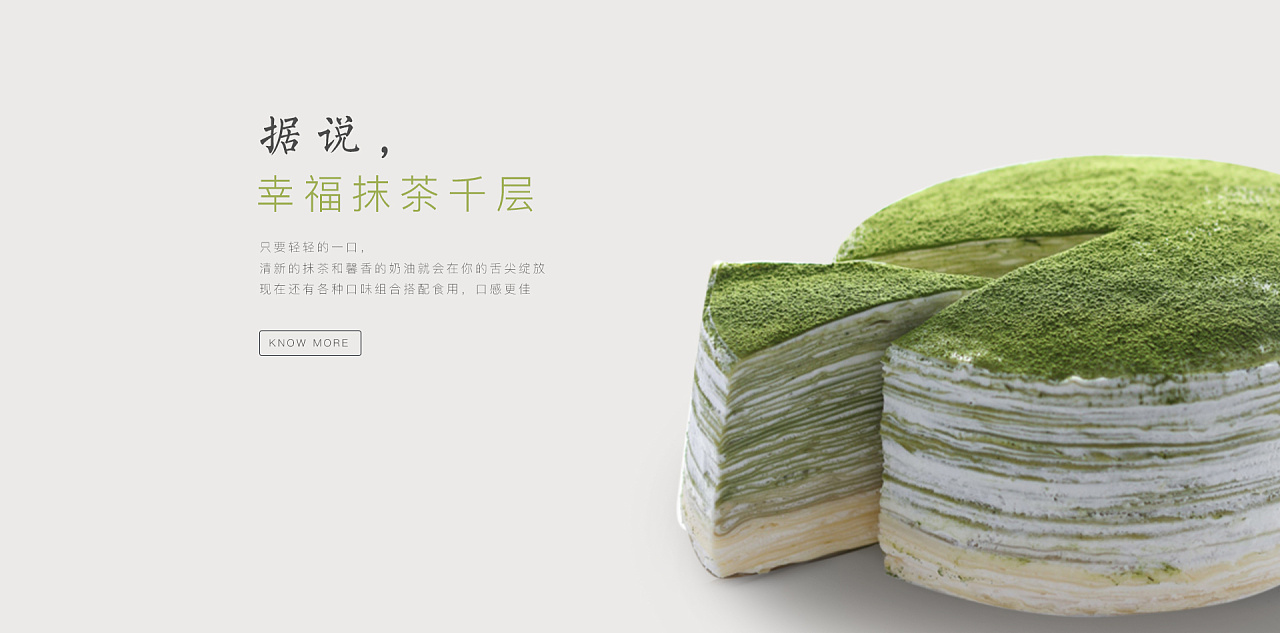 据说，
幸福抹茶千层
只要轻轻的一口，
清新的抹茶和馨香的奶油就会在你的舌尖绽放
现在还有各种口味组合搭配食用，口感更佳
KNOW MORE